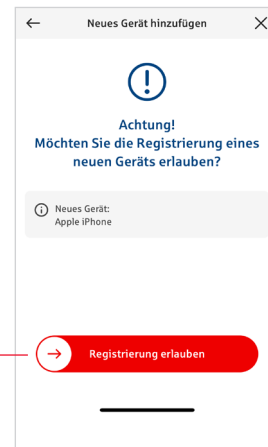 Neues Gerät hinzufügen
Achtung!
Möchten Sie die Registrierung eines
neuen Geräts erlauben?
Neues Gerät:
Apple iPhone
Registrierung erlauben